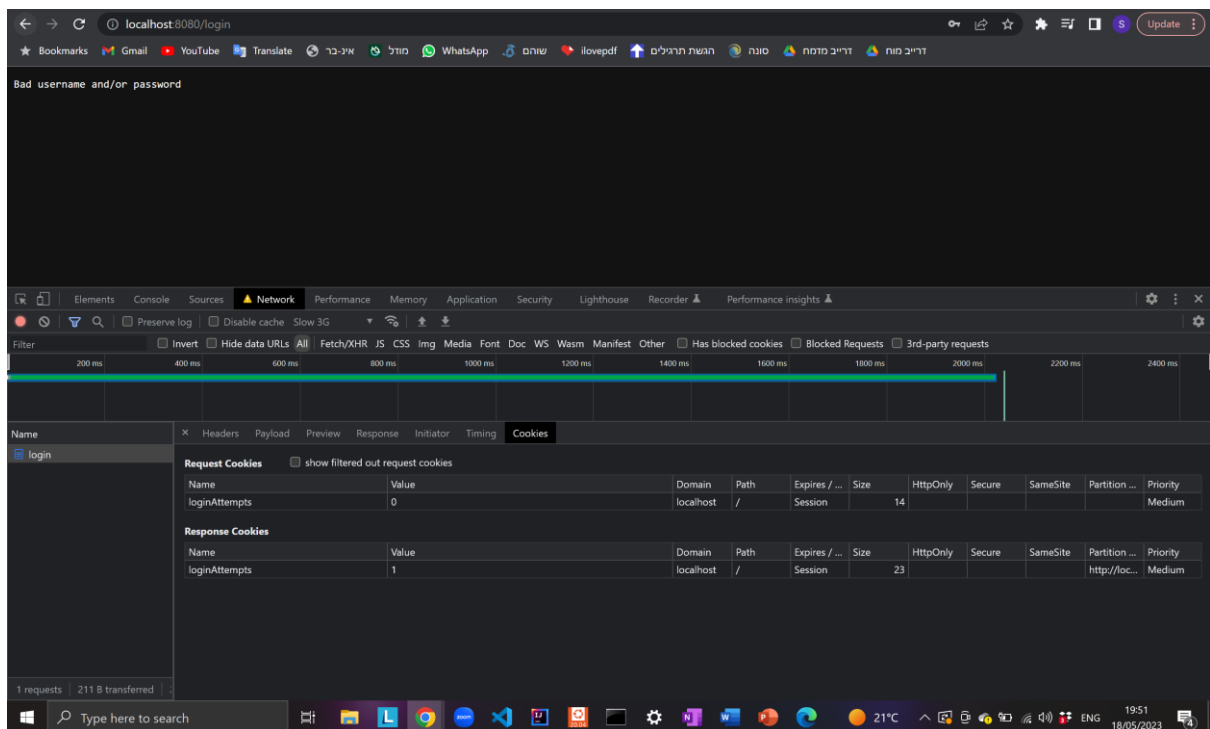 localhost:8080/login
S
Update
Bookmarks Gmail YouTube Translate אינ-בר מודל WhatsApp שוהם ilovepdf הגשת תרגילים סונה דרייב מדמח דרייב מוח
Bad username and/or password
Elements Console Sources Network Performance Memory Application Security Lighthouse Recorder Performance insights
Preserve log Disable cache Slow 3G
Filter Invert Hide data URLs All Fetch/XHR JS CSS Img Media Font Doc WS Wasm Manifest Other Has blocked cookies Blocked Requests 3rd-party requests
200 ms 400 ms 600 ms 800 ms 1000 ms 1200 ms 1400 ms 1600 ms 1800 ms 2000 ms 2200 ms 2400 ms
Name × Headers Payload Preview Response Initiator Timing Cookies
login
Request Cookies show filtered out request cookies
Name Value Domain Path Expires / ... Size HttpOnly Secure SameSite Partition ... Priority
loginAttempts 0 localhost / Session 14 Medium
Response Cookies
Name Value Domain Path Expires / ... Size HttpOnly Secure SameSite Partition ... Priority
loginAttempts 1 localhost / Session 23 http://loc... Medium
1 requests 211 B transferred
Type here to search
L zoom 20.04 21°C ENG 19:51
18/05/2023 4